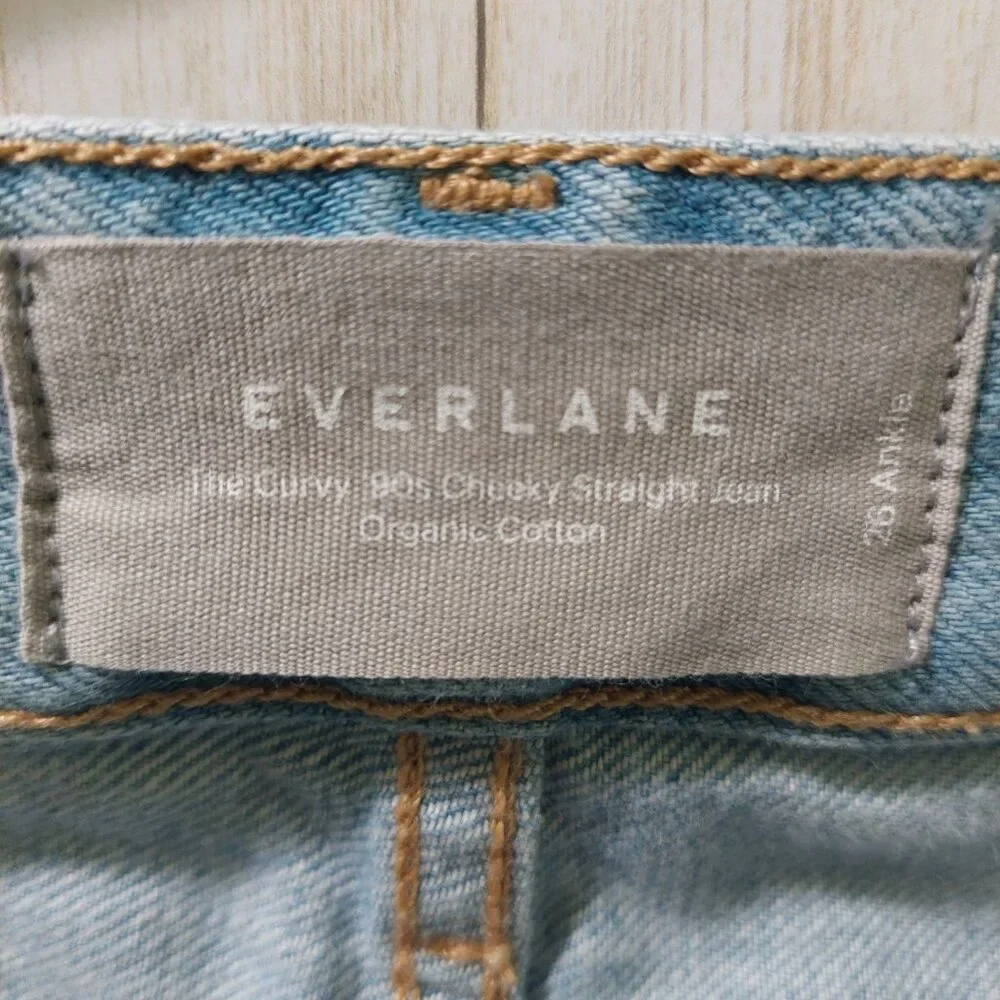 EVERLANE
The Curvy '90s Cheeky Straight Jean
Organic Cotton
26 Ankle